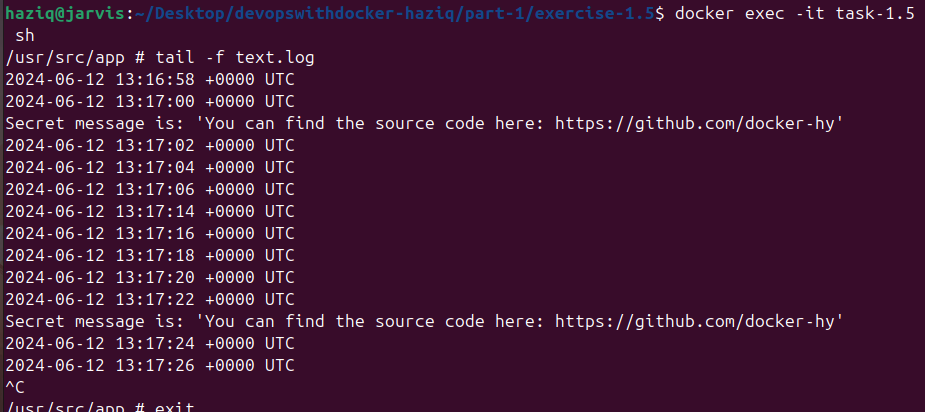 haziq@jarvis:~/Desktop/devopswithdocker-haziq/part-1/exercise-1.5$ docker exec -it task-1.5
sh
/usr/src/app # tail -f text.log
2024-06-12 13:16:58 +0000 UTC
2024-06-12 13:17:00 +0000 UTC
Secret message is: 'You can find the source code here: https://github.com/docker-hy'
2024-06-12 13:17:02 +0000 UTC
2024-06-12 13:17:04 +0000 UTC
2024-06-12 13:17:06 +0000 UTC
2024-06-12 13:17:14 +0000 UTC
2024-06-12 13:17:16 +0000 UTC
2024-06-12 13:17:18 +0000 UTC
2024-06-12 13:17:20 +0000 UTC
2024-06-12 13:17:22 +0000 UTC
Secret message is: 'You can find the source code here: https://github.com/docker-hy'
2024-06-12 13:17:24 +0000 UTC
2024-06-12 13:17:26 +0000 UTC
^C
/usr/src/app # exit